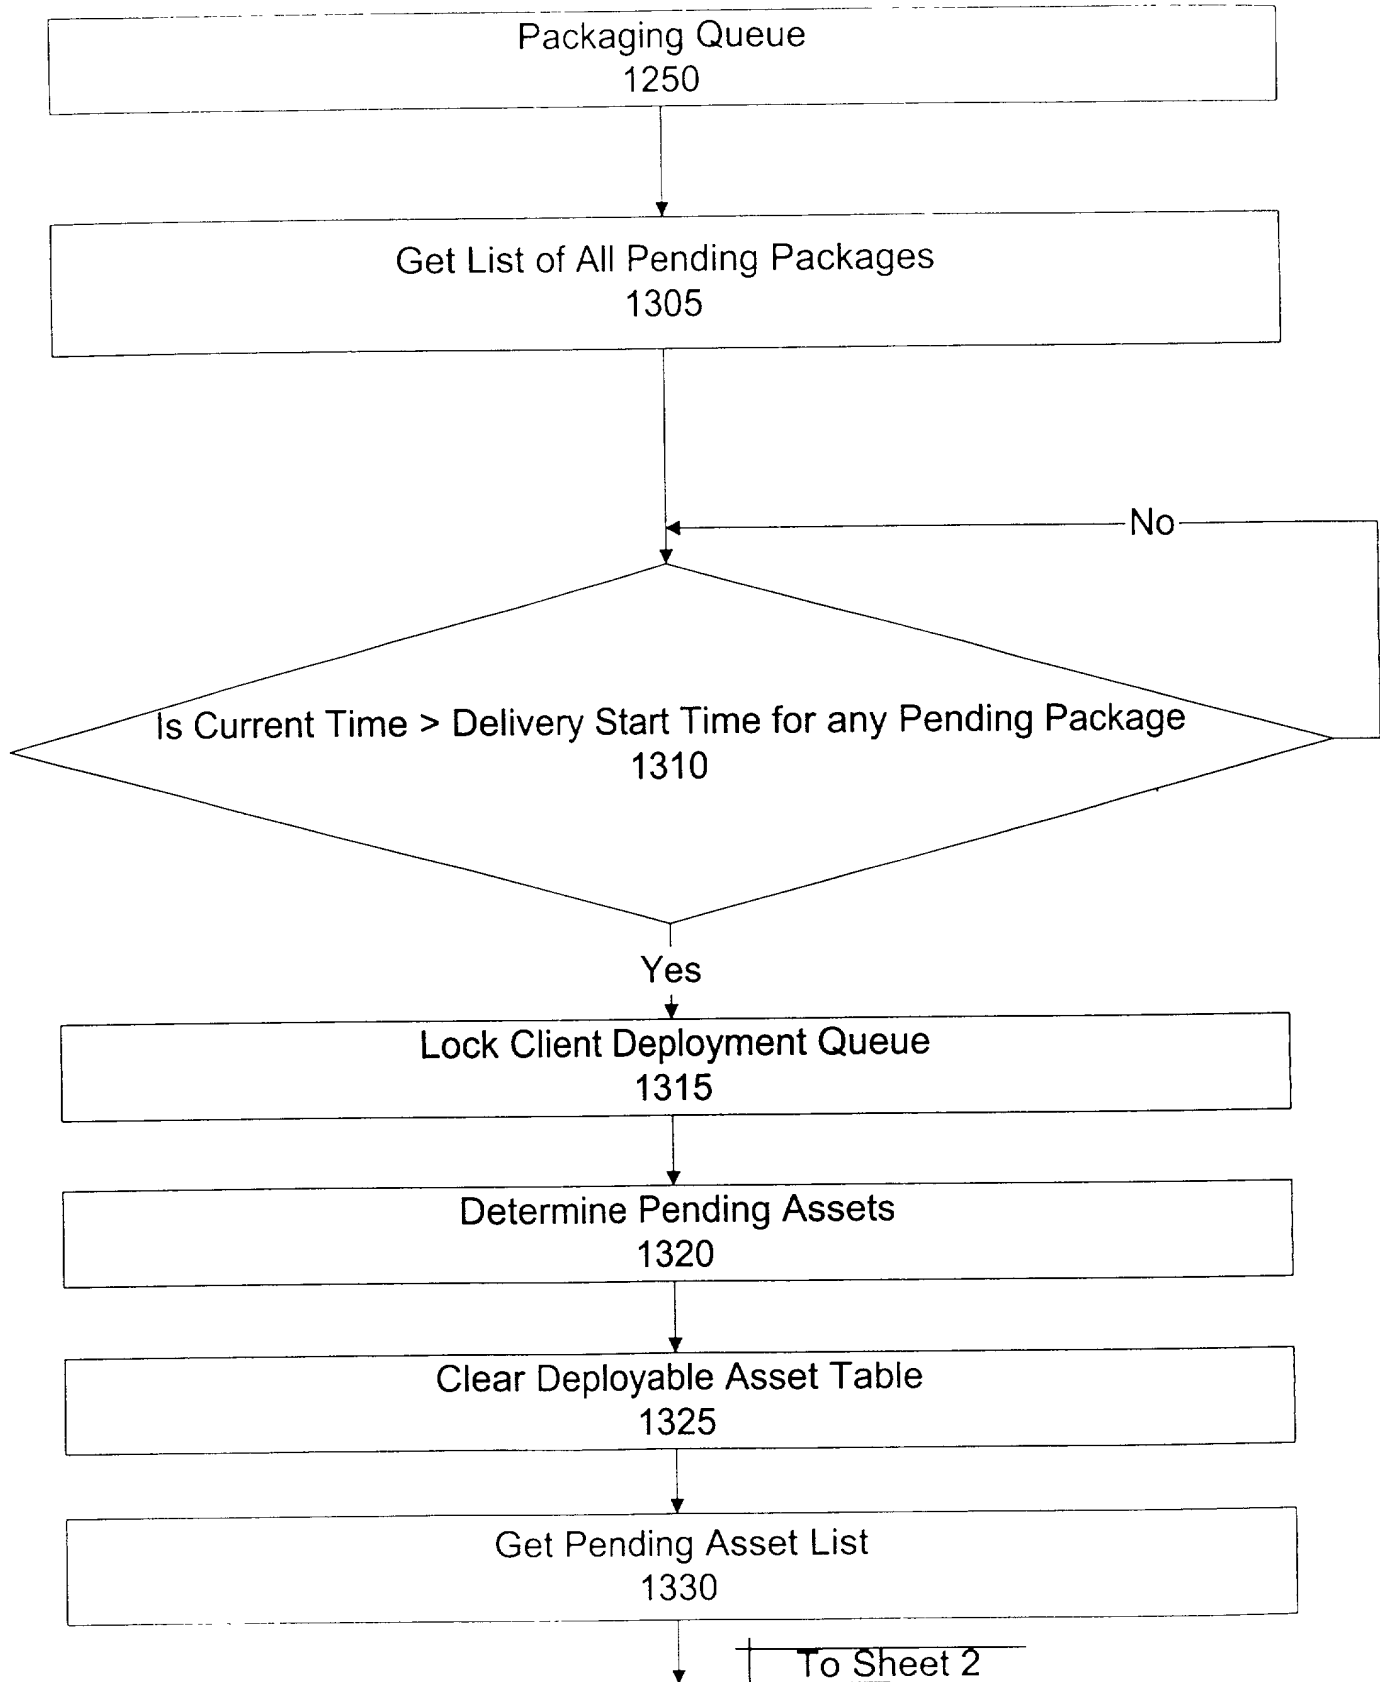 Packaging Queue
1250
Get List of All Pending Packages
1305
No
Is Current Time > Delivery Start Time for any Pending Package
1310
Yes
Lock Client Deployment Queue
1315
Determine Pending Assets
1320
Clear Deployable Asset Table
1325
Get Pending Asset List
1330
To Sheet 2